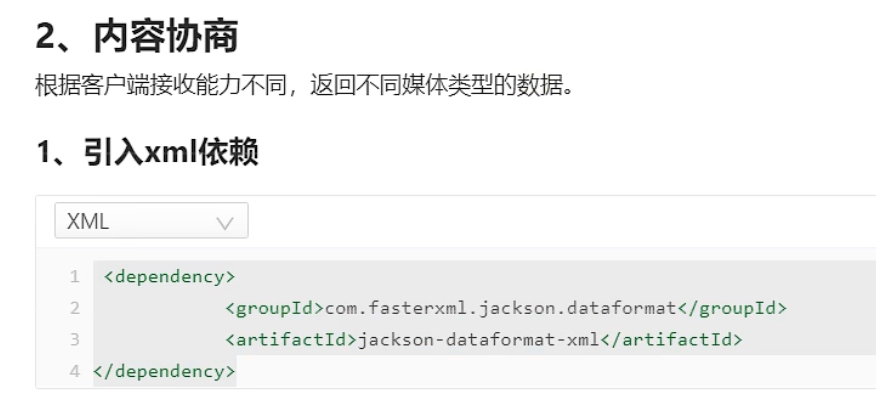 2、内容协商
根据客户端接收能力不同，返回不同媒体类型的数据。
1、引入xml依赖
XML
1 <dependency>
2 <groupId>com.fasterxml.jackson.dataformat</groupId>
3 <artifactId>jackson-dataformat-xml</artifactId>
4 </dependency>